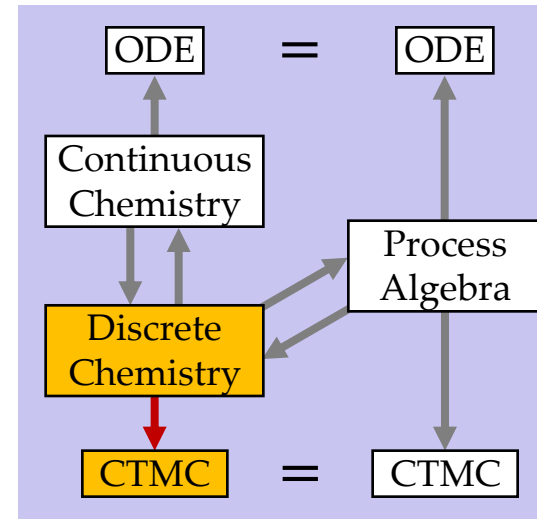 ODE = ODE
Continuous
Chemistry
Process
Algebra
Discrete
Chemistry
CTMC = CTMC